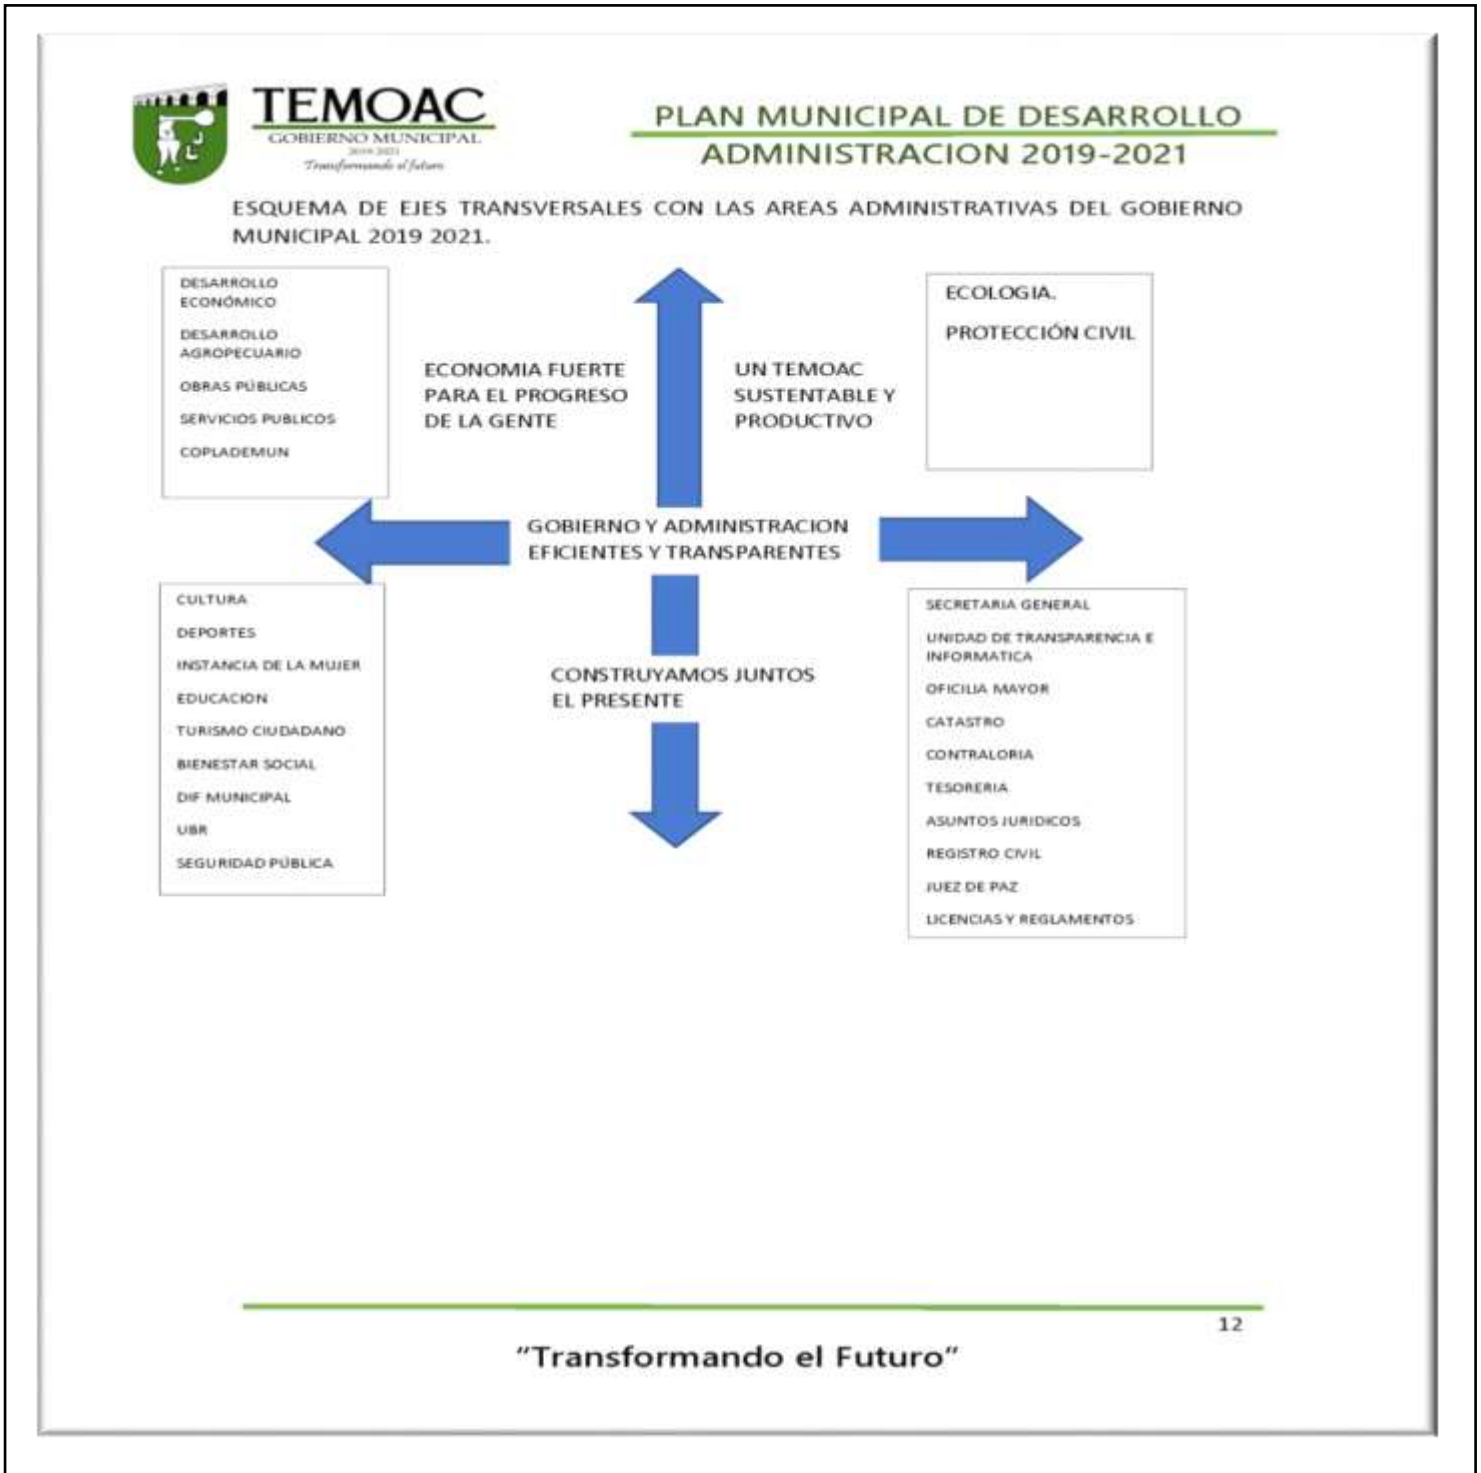 TEMOAC
GOBIERNO MUNICIPAL
2019-2021
Transformando el futuro
PLAN MUNICIPAL DE DESARROLLO
ADMINISTRACION 2019-2021
ESQUEMA DE EJES TRANSVERSALES CON LAS AREAS ADMINISTRATIVAS DEL GOBIERNO
MUNICIPAL 2019 2021.
DESARROLLO
ECONÓMICO
DESARROLLO
AGROPECUARIO
OBRAS PÚBLICAS
SERVICIOS PUBLICOS
COPLADEMUN
ECONOMIA FUERTE
PARA EL PROGRESO
DE LA GENTE
UN TEMOAC
SUSTENTABLE Y
PRODUCTIVO
ECOLOGIA.
PROTECCIÓN CIVIL
GOBIERNO Y ADMINISTRACION
EFICIENTES Y TRANSPARENTES
CULTURA
DEPORTES
INSTANCIA DE LA MUJER
EDUCACION
TURISMO CIUDADANO
BIENESTAR SOCIAL
DIF MUNICIPAL
UBR
SEGURIDAD PÚBLICA
CONSTRUYAMOS JUNTOS
EL PRESENTE
SECRETARIA GENERAL
UNIDAD DE TRANSPARENCIA E
INFORMATICA
OFICILIA MAYOR
CATASTRO
CONTRALORIA
TESORERIA
ASUNTOS JURIDICOS
REGISTRO CIVIL
JUEZ DE PAZ
LICENCIAS Y REGLAMENTOS
12
"Transformando el Futuro"